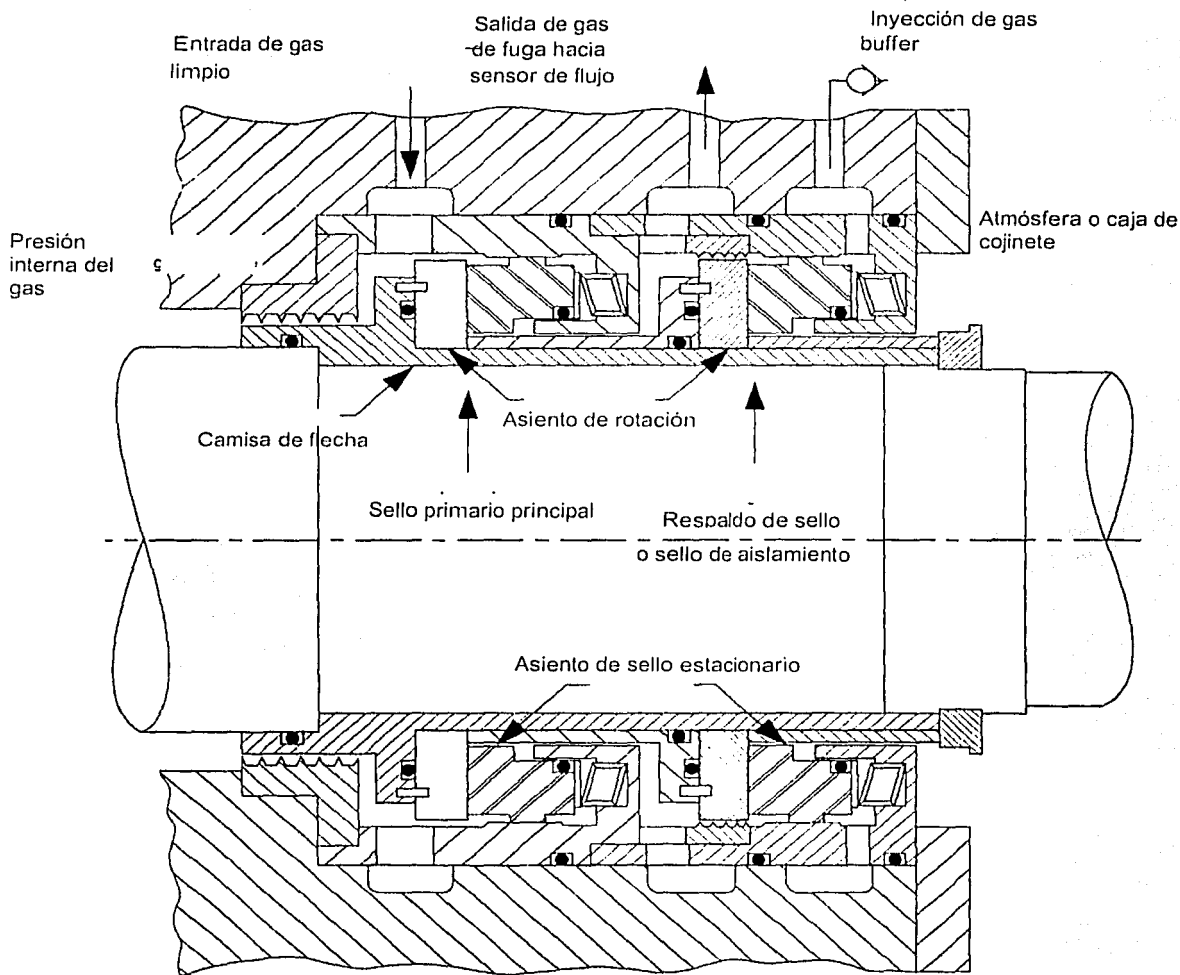 Entrada de gas
limpio
Salida de gas
de fuga hacia
sensor de flujo
Inyección de gas
buffer
Presión
interna del
gas
Atmósfera o caja de
cojinete
Camisa de flecha
Asiento de rotación
Sello primario principal
Respaldo de sello
o sello de aislamiento
Asiento de sello estacionario